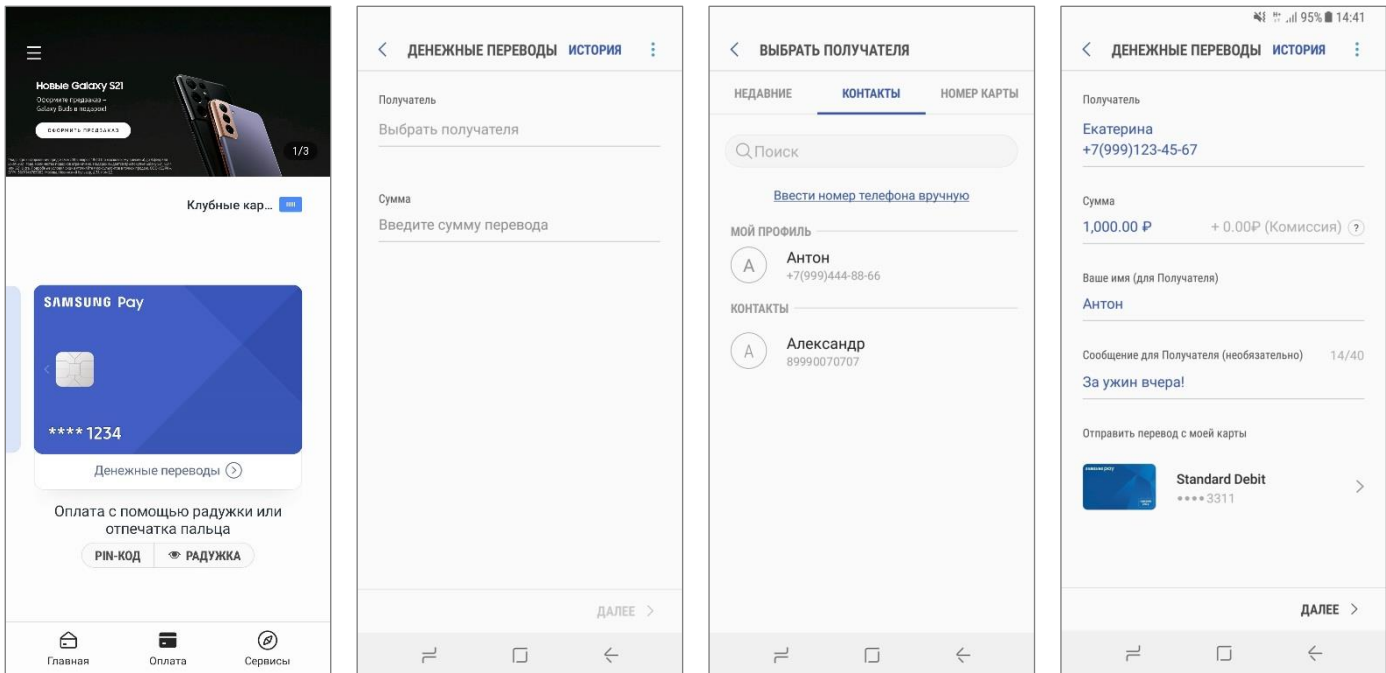 Новые Galaxy S21
Оформите предзаказ –
Galaxy Buds в подарок!
ОФОРМИТЬ ПРЕДЗАКАЗ
1/3
Клубные кар...
SAMSUNG Pay
**** 1234
Денежные переводы
Оплата с помощью радужки или
отпечатка пальца
PIN-КОД РАДУЖКА
Главная Оплата Сервисы
ДЕНЕЖНЫЕ ПЕРЕВОДЫ ИСТОРИЯ
Получатель
Выбрать получателя
Сумма
Введите сумму перевода
ДАЛЕЕ
ВЫБРАТЬ ПОЛУЧАТЕЛЯ
НЕДАВНИЕ КОНТАКТЫ НОМЕР КАРТЫ
Поиск
Ввести номер телефона вручную
МОЙ ПРОФИЛЬ
А Антон
+7(999)444-88-66
КОНТАКТЫ
А Александр
89990070707
95% 14:41
ДЕНЕЖНЫЕ ПЕРЕВОДЫ ИСТОРИЯ
Получатель
Екатерина
+7(999)123-45-67
Сумма
1,000.00 ₽ + 0.00₽ (Комиссия) ?
Ваше имя (для Получателя)
Антон
Сообщение для Получателя (необязательно) 14/40
За ужин вчера!
Отправить перевод с моей карты
SAMSUNG pay
Standard Debit
•••• 3311
ДАЛЕЕ